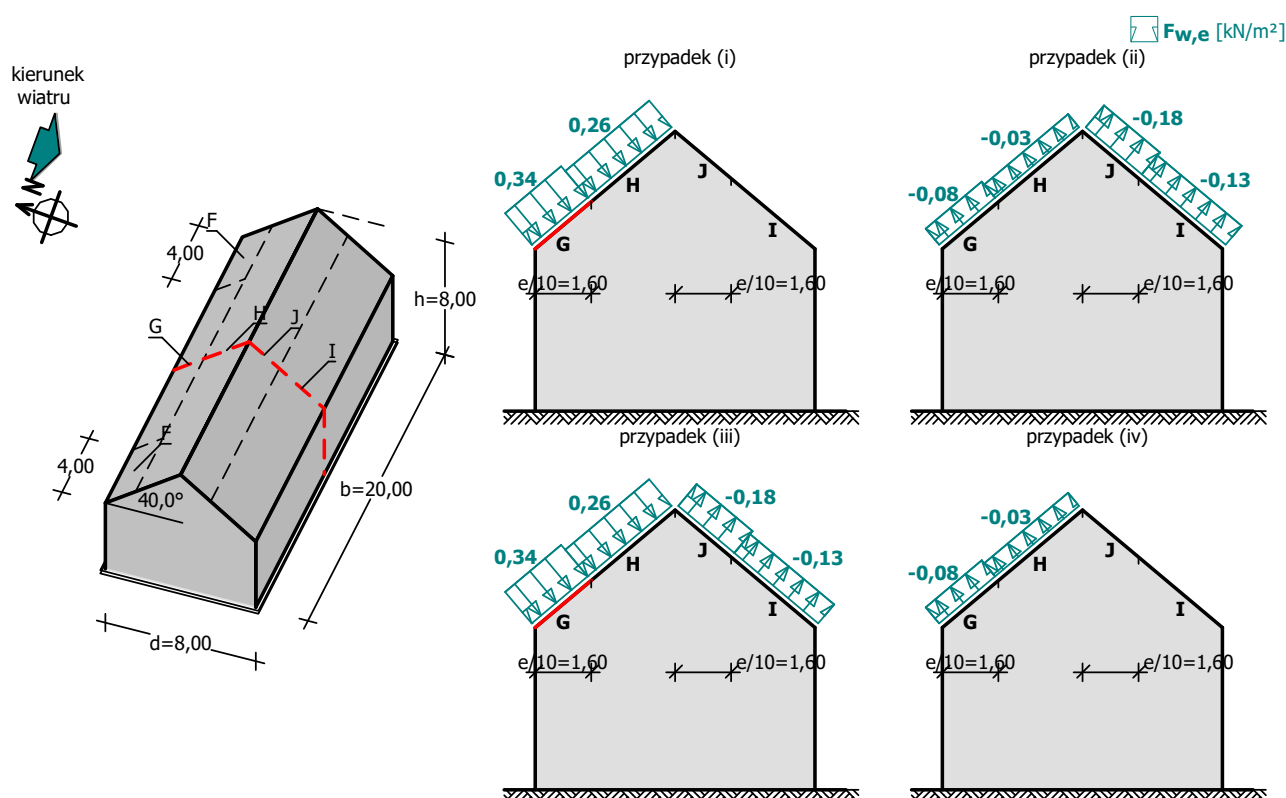 Fw,e [kN/m²]
kierunek
wiatru
N
F
4,00
G
H
J
I
h=8,00
F
4,00
40,0°
b=20,00
d=8,00
przypadek (i)
0,34
0,26
G
H
J
I
e/10=1,60
e/10=1,60
przypadek (ii)
-0,08
-0,03
-0,18
-0,13
G
H
J
I
e/10=1,60
e/10=1,60
przypadek (iii)
0,34
0,26
-0,18
-0,13
G
H
J
I
e/10=1,60
e/10=1,60
przypadek (iv)
-0,08
-0,03
G
H
J
I
e/10=1,60
e/10=1,60